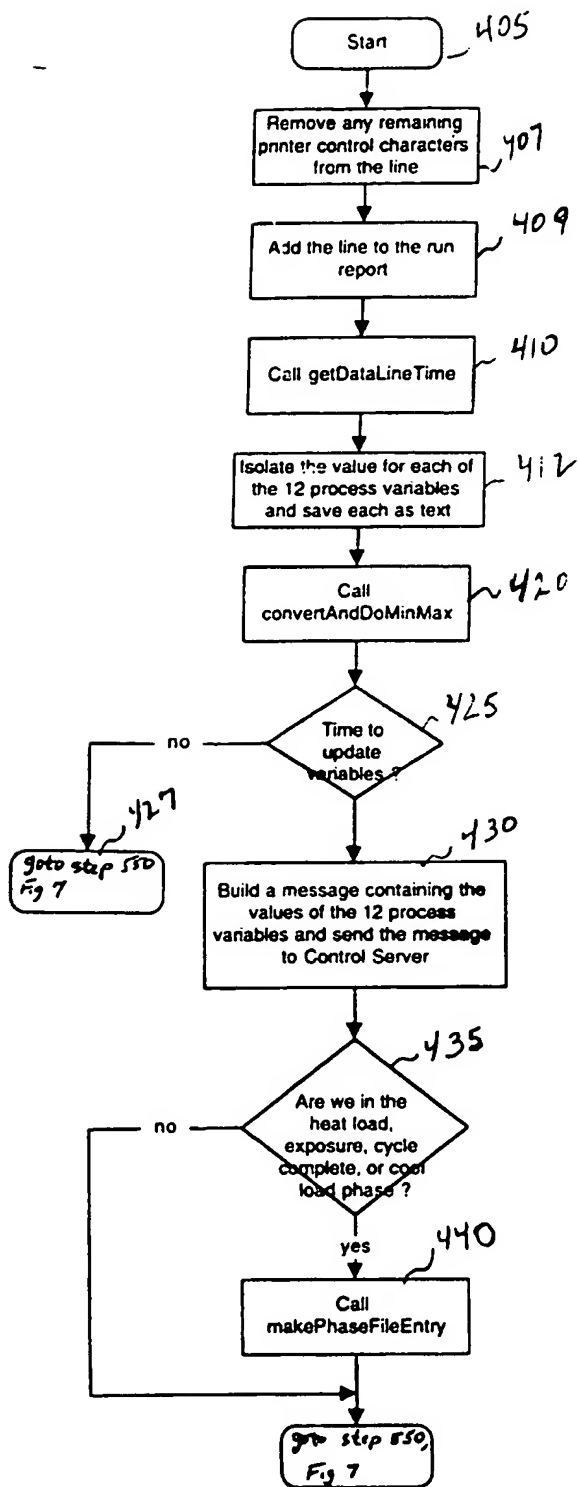 Start
405
Remove any remaining
printer control characters
from the line
407
409
Add the line to the run
report
410
Call getDataLineTime
Isolate the value for each of
the 12 process variables
and save each as text
412
Call
convertAndDoMinMax
420
425
Time to
update
variables ?
no
427
goto step 550
Fig 7
430
Build a message containing the
values of the 12 process
variables and send the message
to Control Server
435
Are we in the
heat load,
exposure, cycle
complete, or cool
load phase ?
no
yes
440
Call
makePhaseFileEntry
goto step 550,
Fig 7